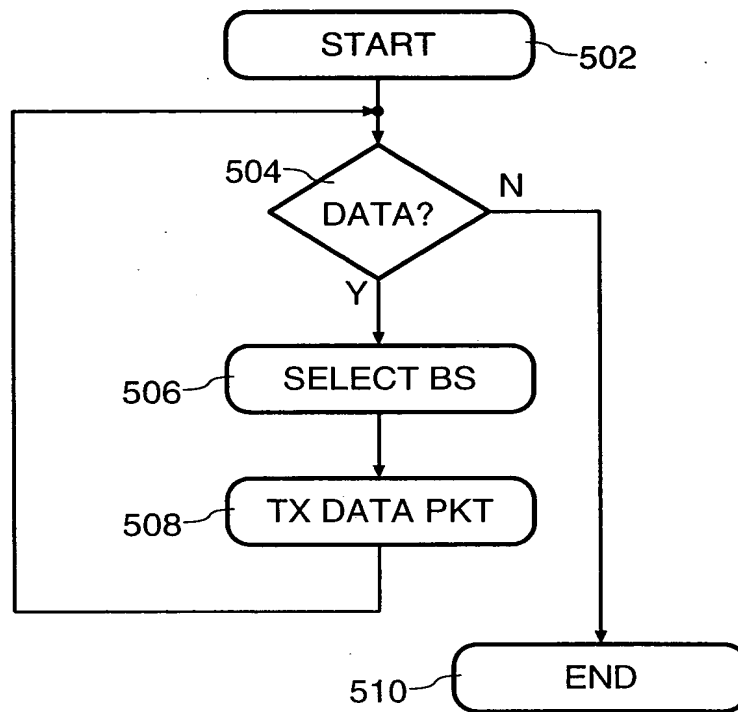 START
502
504
DATA?
N
Y
506
SELECT BS
508
TX DATA PKT
510
END